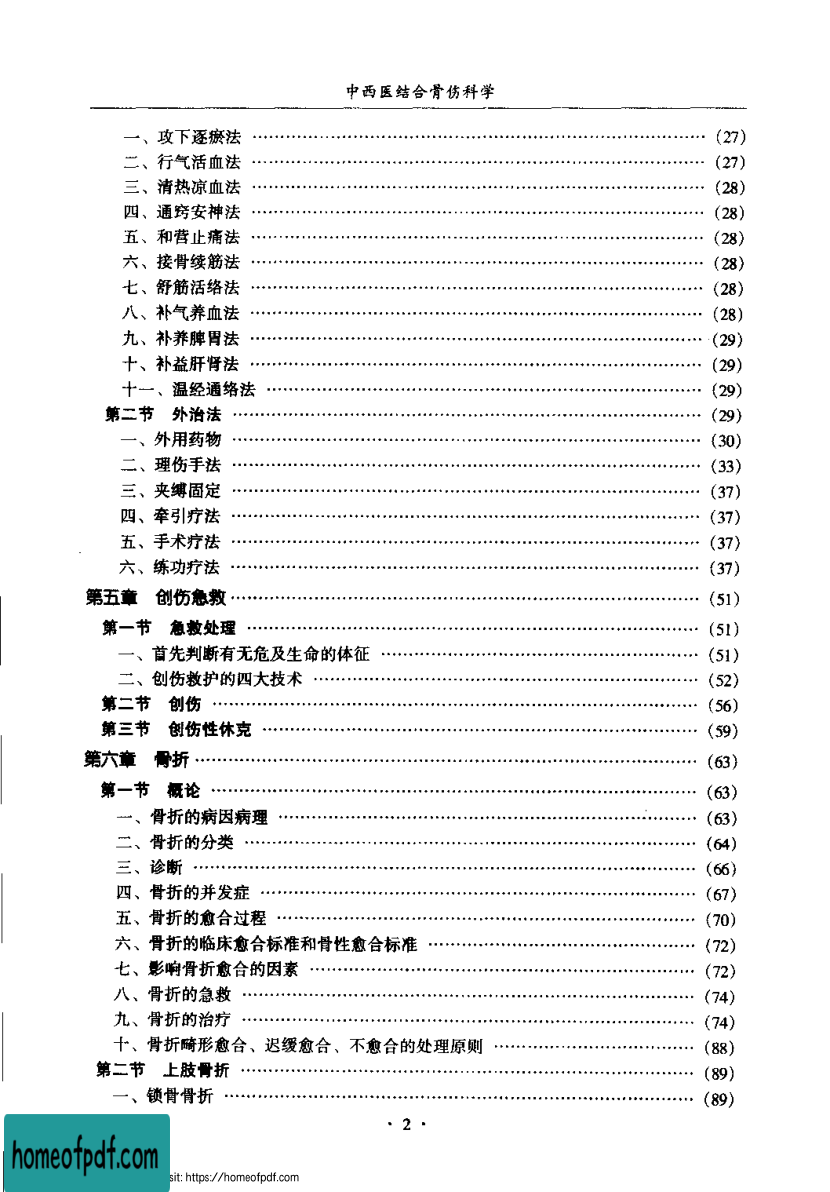 中西医结合骨伤科学
一、攻下逐瘀法 …… (27)
二、行气活血法 …… (27)
三、清热凉血法 …… (28)
四、通窍安神法 …… (28)
五、和营止痛法 …… (28)
六、接骨续筋法 …… (28)
七、舒筋活络法 …… (28)
八、补气养血法 …… (28)
九、补养脾胃法 …… (29)
十、补益肝肾法 …… (29)
十一、温经通络法 …… (29)
第二节 外治法 …… (29)
一、外用药物 …… (30)
二、理伤手法 …… (33)
三、夹缚固定 …… (37)
四、牵引疗法 …… (37)
五、手术疗法 …… (37)
六、练功疗法 …… (37)
第五章 创伤急救 …… (51)
第一节 急救处理 …… (51)
一、首先判断有无危及生命的体征 …… (51)
二、创伤救护的四大技术 …… (52)
第二节 创伤 …… (56)
第三节 创伤性休克 …… (59)
第六章 骨折 …… (63)
第一节 概论 …… (63)
一、骨折的病因病理 …… (63)
二、骨折的分类 …… (64)
三、诊断 …… (66)
四、骨折的并发症 …… (67)
五、骨折的愈合过程 …… (70)
六、骨折的临床愈合标准和骨性愈合标准 …… (72)
七、影响骨折愈合的因素 …… (72)
八、骨折的急救 …… (74)
九、骨折的治疗 …… (74)
十、骨折畸形愈合、迟缓愈合、不愈合的处理原则 …… (88)
第二节 上肢骨折 …… (89)
一、锁骨骨折 …… (89)
· 2 ·
homeofpdf.com
sit: https://homeofpdf.com